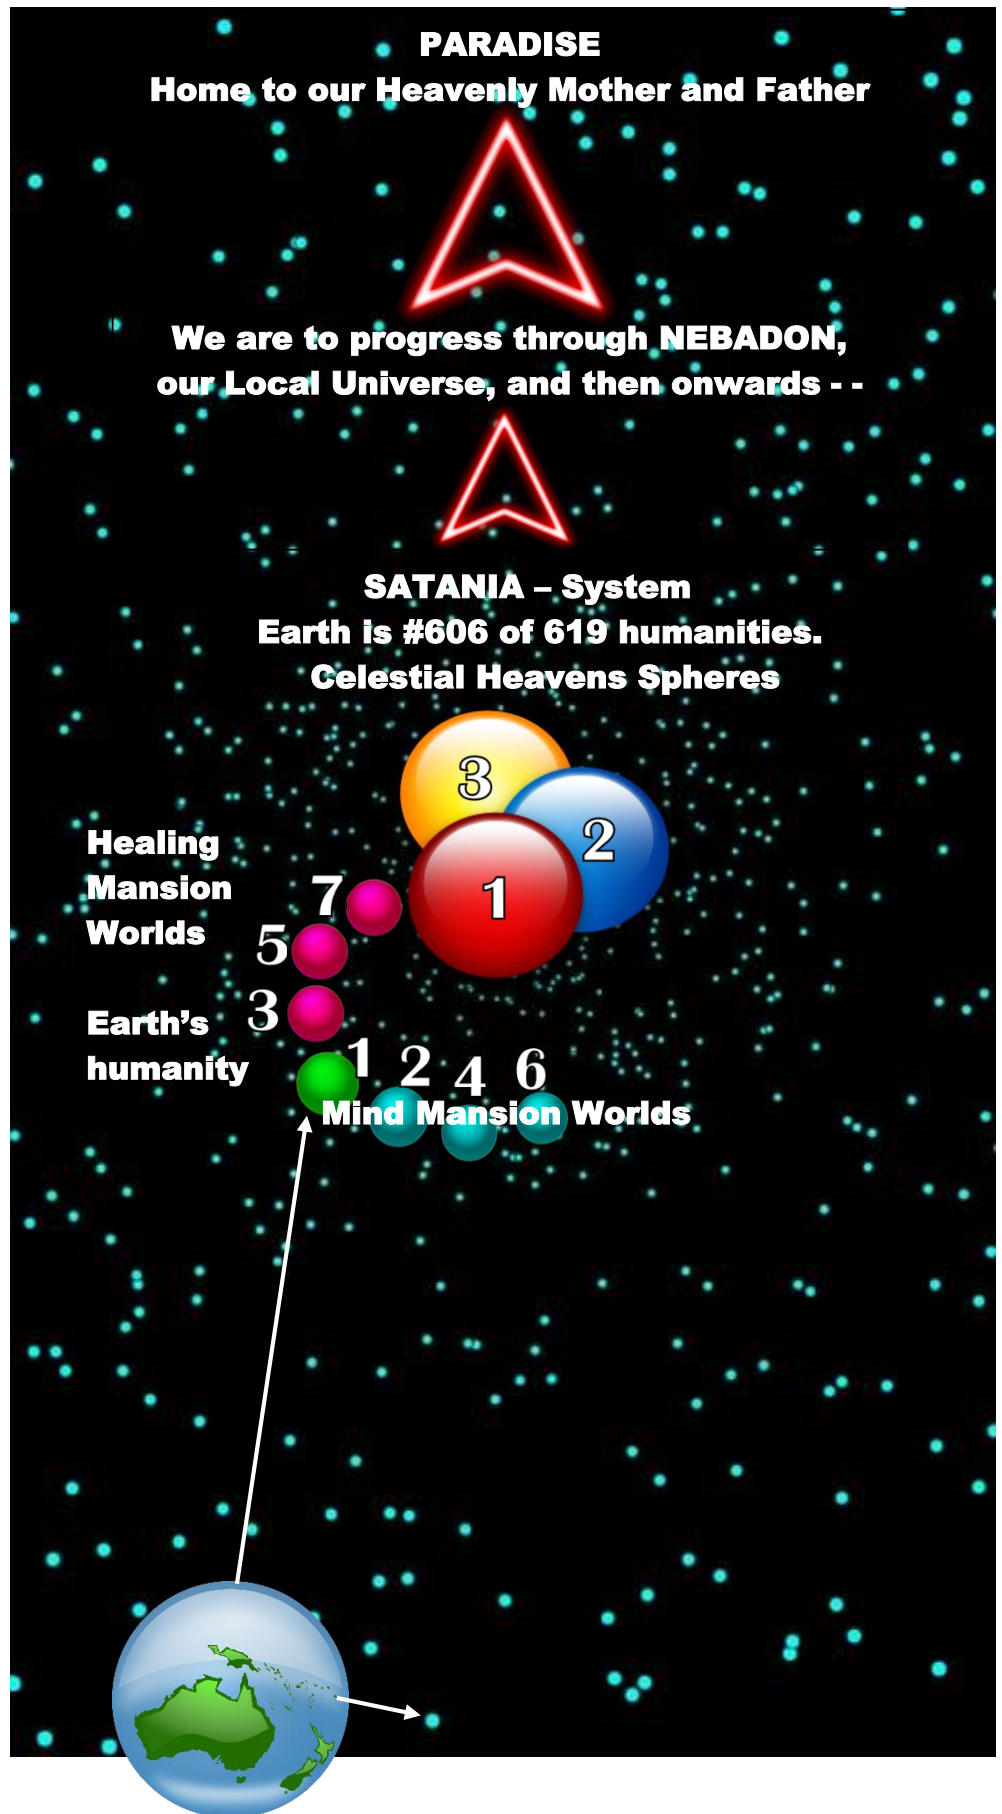 PARADISE
Home to our Heavenly Mother and Father
We are to progress through NEBADON,
our Local Universe, and then onwards - -
SATANIA – System
Earth is #606 of 619 humanities.
Celestial Heavens Spheres
3
2
1
Healing
Mansion
Worlds
7
5
3
Earth’s
humanity
1
2
4
6
Mind Mansion Worlds